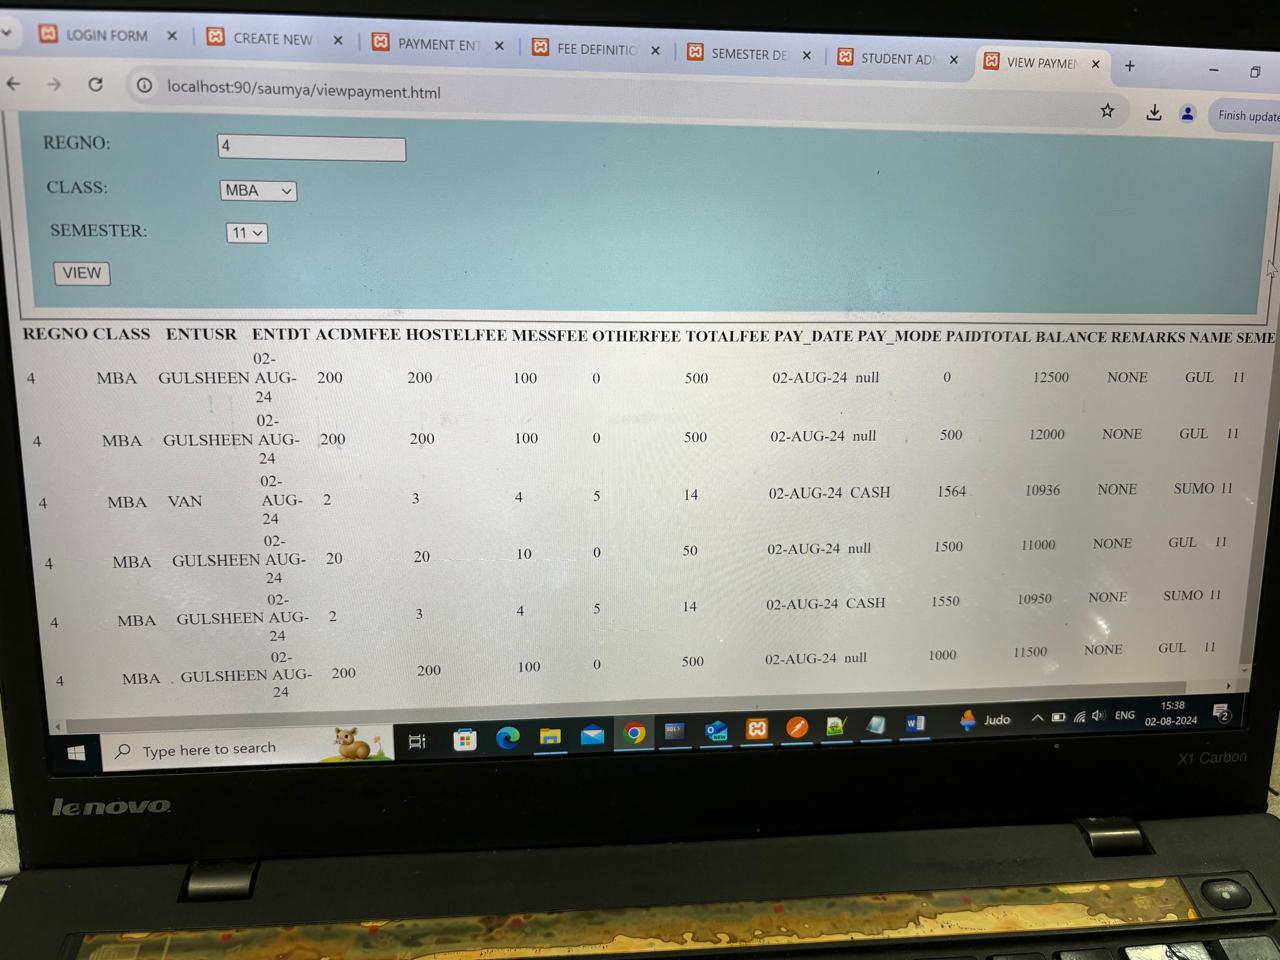 LOGIN FORM
CREATE NEW
PAYMENT ENT
FEE DEFINITIC
SEMESTER DE
STUDENT AD
VIEW PAYMEN
localhost:90/saumya/viewpayment.html
Finish update
REGNO: 4
CLASS: MBA
SEMESTER: 11
VIEW
REGNO CLASS ENTUSR ENTDT ACDMFEE HOSTELFEE MESSFEE OTHERFEE TOTALFEE PAY_DATE PAY_MODE PAIDTOTAL BALANCE REMARKS NAME SEME
4 MBA GULSHEEN 02-AUG-24 200 200 100 0 500 02-AUG-24 null 0 12500 NONE GUL 11
4 MBA GULSHEEN 02-AUG-24 200 200 100 0 500 02-AUG-24 null 500 12000 NONE GUL 11
4 MBA VAN 02-AUG-24 2 3 4 5 14 02-AUG-24 CASH 1564 10936 NONE SUMO 11
4 MBA GULSHEEN 02-AUG-24 20 20 10 0 50 02-AUG-24 null 1500 11000 NONE GUL 11
4 MBA GULSHEEN 02-AUG-24 2 3 4 5 14 02-AUG-24 CASH 1550 10950 NONE SUMO 11
4 MBA GULSHEEN 02-AUG-24 200 200 100 0 500 02-AUG-24 null 1000 11500 NONE GUL 11
Type here to search
Judo
ENG
15:38
02-08-2024
2
X1 Carbon
lenovo